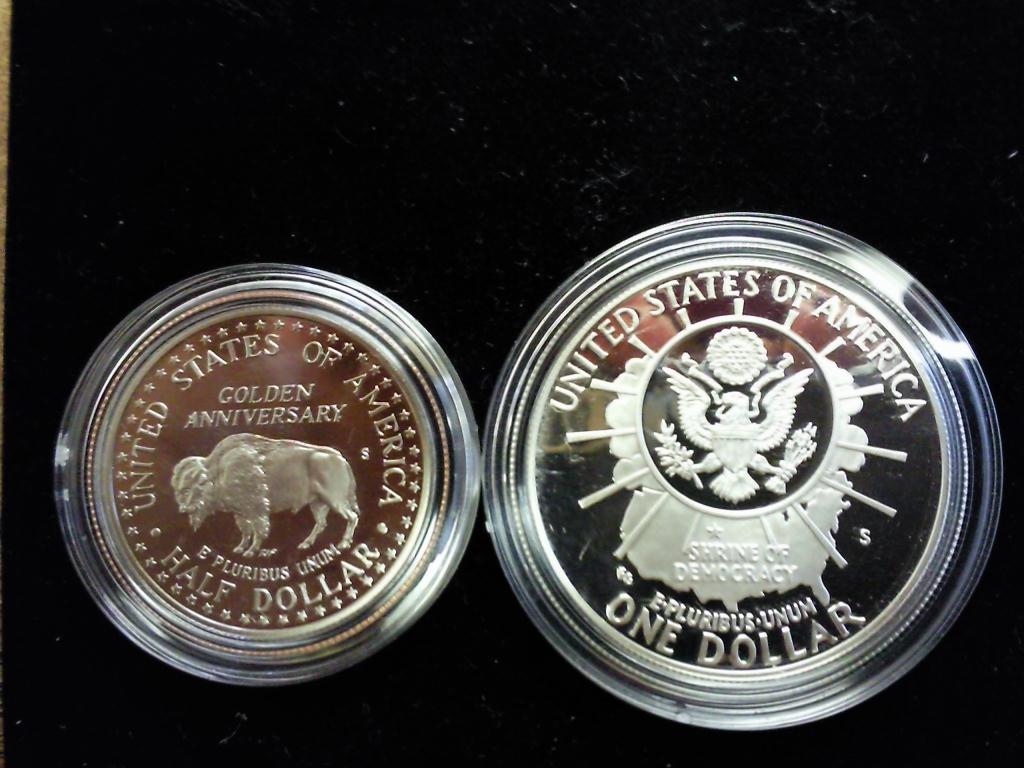 UNITED STATES OF AMERICA
GOLDEN
ANNIVERSARY
S
E PLURIBUS UNUM
HALF DOLLAR
UNITED STATES OF AMERICA
S
SHRINE OF
DEMOCRACY
E·PLURIBUS·UNUM
ONE DOLLAR